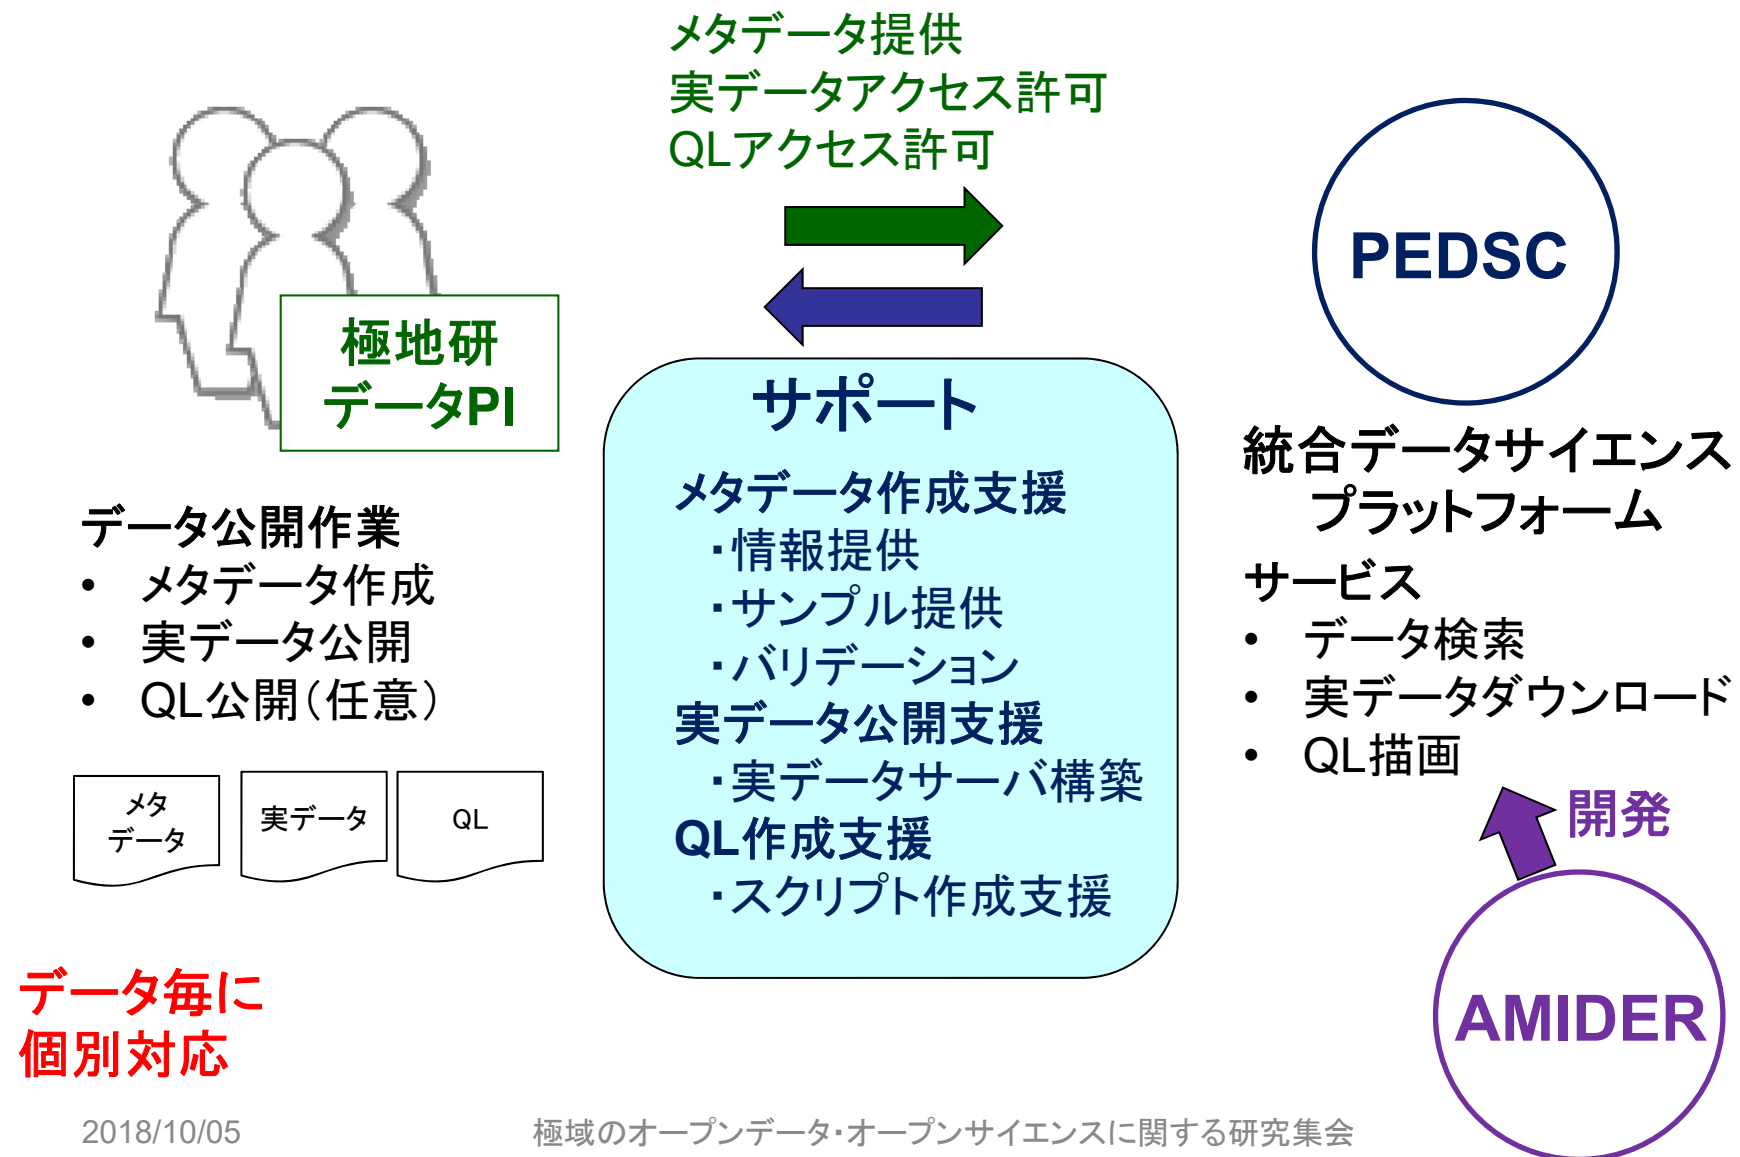 メタデータ提供
実データアクセス許可
QLアクセス許可
極地研
データPI
PEDSC
サポート
メタデータ作成支援
・情報提供
・サンプル提供
・バリデーション
実データ公開支援
・実データサーバ構築
QL作成支援
・スクリプト作成支援
データ公開作業
• メタデータ作成
• 実データ公開
• QL公開（任意）
メタ
データ
実データ
QL
データ毎に
個別対応
統合データサイエンス
プラットフォーム
サービス
• データ検索
• 実データダウンロード
• QL描画
開発
AMIDER
2018/10/05
極域のオープンデータ・オープンサイエンスに関する研究集会